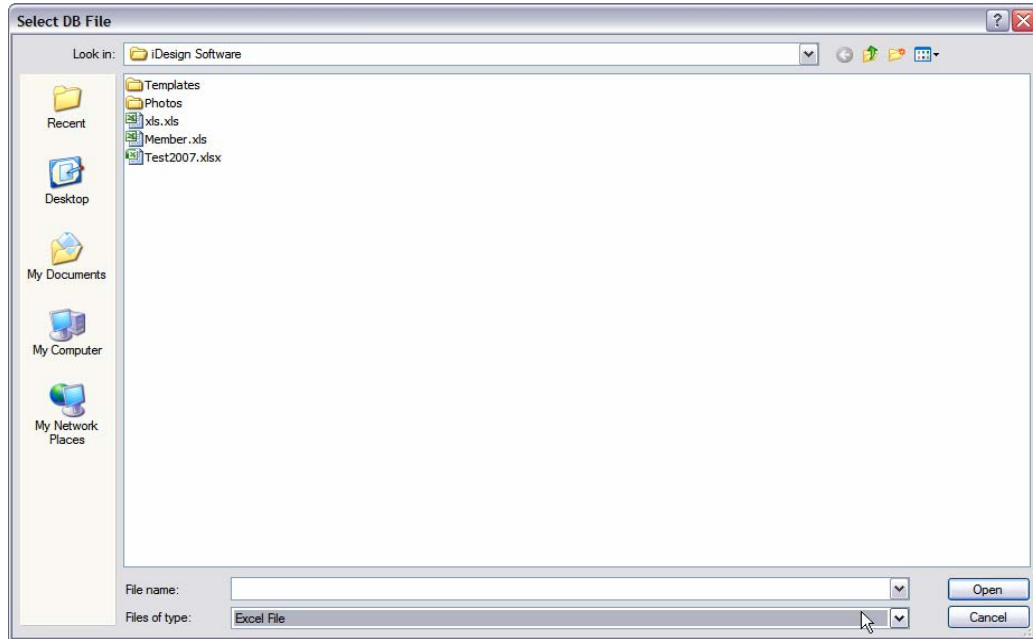 Select DB File
Look in: iDesign Software
Recent
Desktop
My Documents
My Computer
My Network
Places
Templates
Photos
xls.xls
Member.xls
Test2007.xlsx
File name:
Open
Files of type: Excel File
Cancel